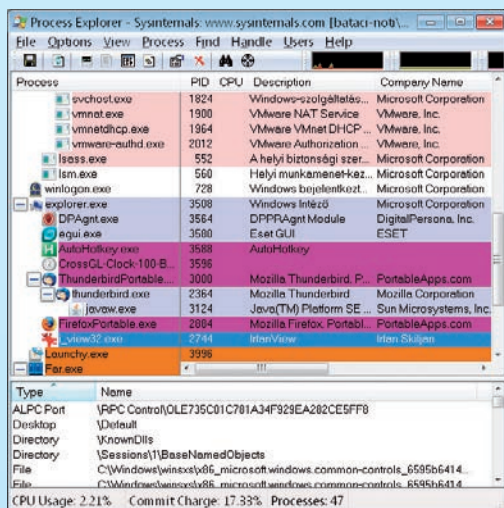 Process Explorer - Sysinternals: www.sysinternals.com [bataci-noti\...
File Options View Process Find Handle Users Help
Process PID CPU Description Company Name
svchost.exe 1824 Windows-szolgáltatás... Microsoft Corporation
vmnat.exe 1900 VMware NAT Service VMware, Inc.
vmnetdhcp.exe 1964 VMware VMnet DHCP ... VMware, Inc.
vmware-authd.exe 2012 VMware Authorization ... VMware, Inc.
lsass.exe 552 A helyi biztonsági szer... Microsoft Corporation
lsm.exe 560 Helyi munkamenet-kez... Microsoft Corporation
winlogon.exe 728 Windows bejelentkezt... Microsoft Corporation
explorer.exe 3508 Windows Intéző Microsoft Corporation
DPAgnt.exe 3564 DPPRAgnt Module DigitalPersona, Inc.
egui.exe 3580 Eset GUI ESET
AutoHotkey.exe 3588 AutoHotkey
CrossGL-Clock-100-B... 3596
ThunderbirdPortable.... 3000 Mozilla Thunderbird, P... PortableApps.com
thunderbird.exe 2364 Mozilla Thunderbird Mozilla Corporation
javaw.exe 3124 Java(TM) Platform SE ... Sun Microsystems, Inc.
FirefoxPortable.exe 2884 Mozilla Firefox, Portabl... PortableApps.com
_view32.exe 2744 IrfanView Irfan Skiljan
Launchy.exe 3996
Far.exe
Type Name
ALPC Port \RPC Control\OLE735C01C781A34F929EA282CE5FF8
Desktop \Default
Directory \KnownDlls
Directory \Sessions\1\BaseNamedObjects
File C:\Windows\winsxs\x86_microsoft.windows.common-controls_6595b6414...
File C:\Windows\winsxs\x86_microsoft.windows.common-controls_6595b6414...
CPU Usage: 2.21% Commit Charge: 17.33% Processes: 47